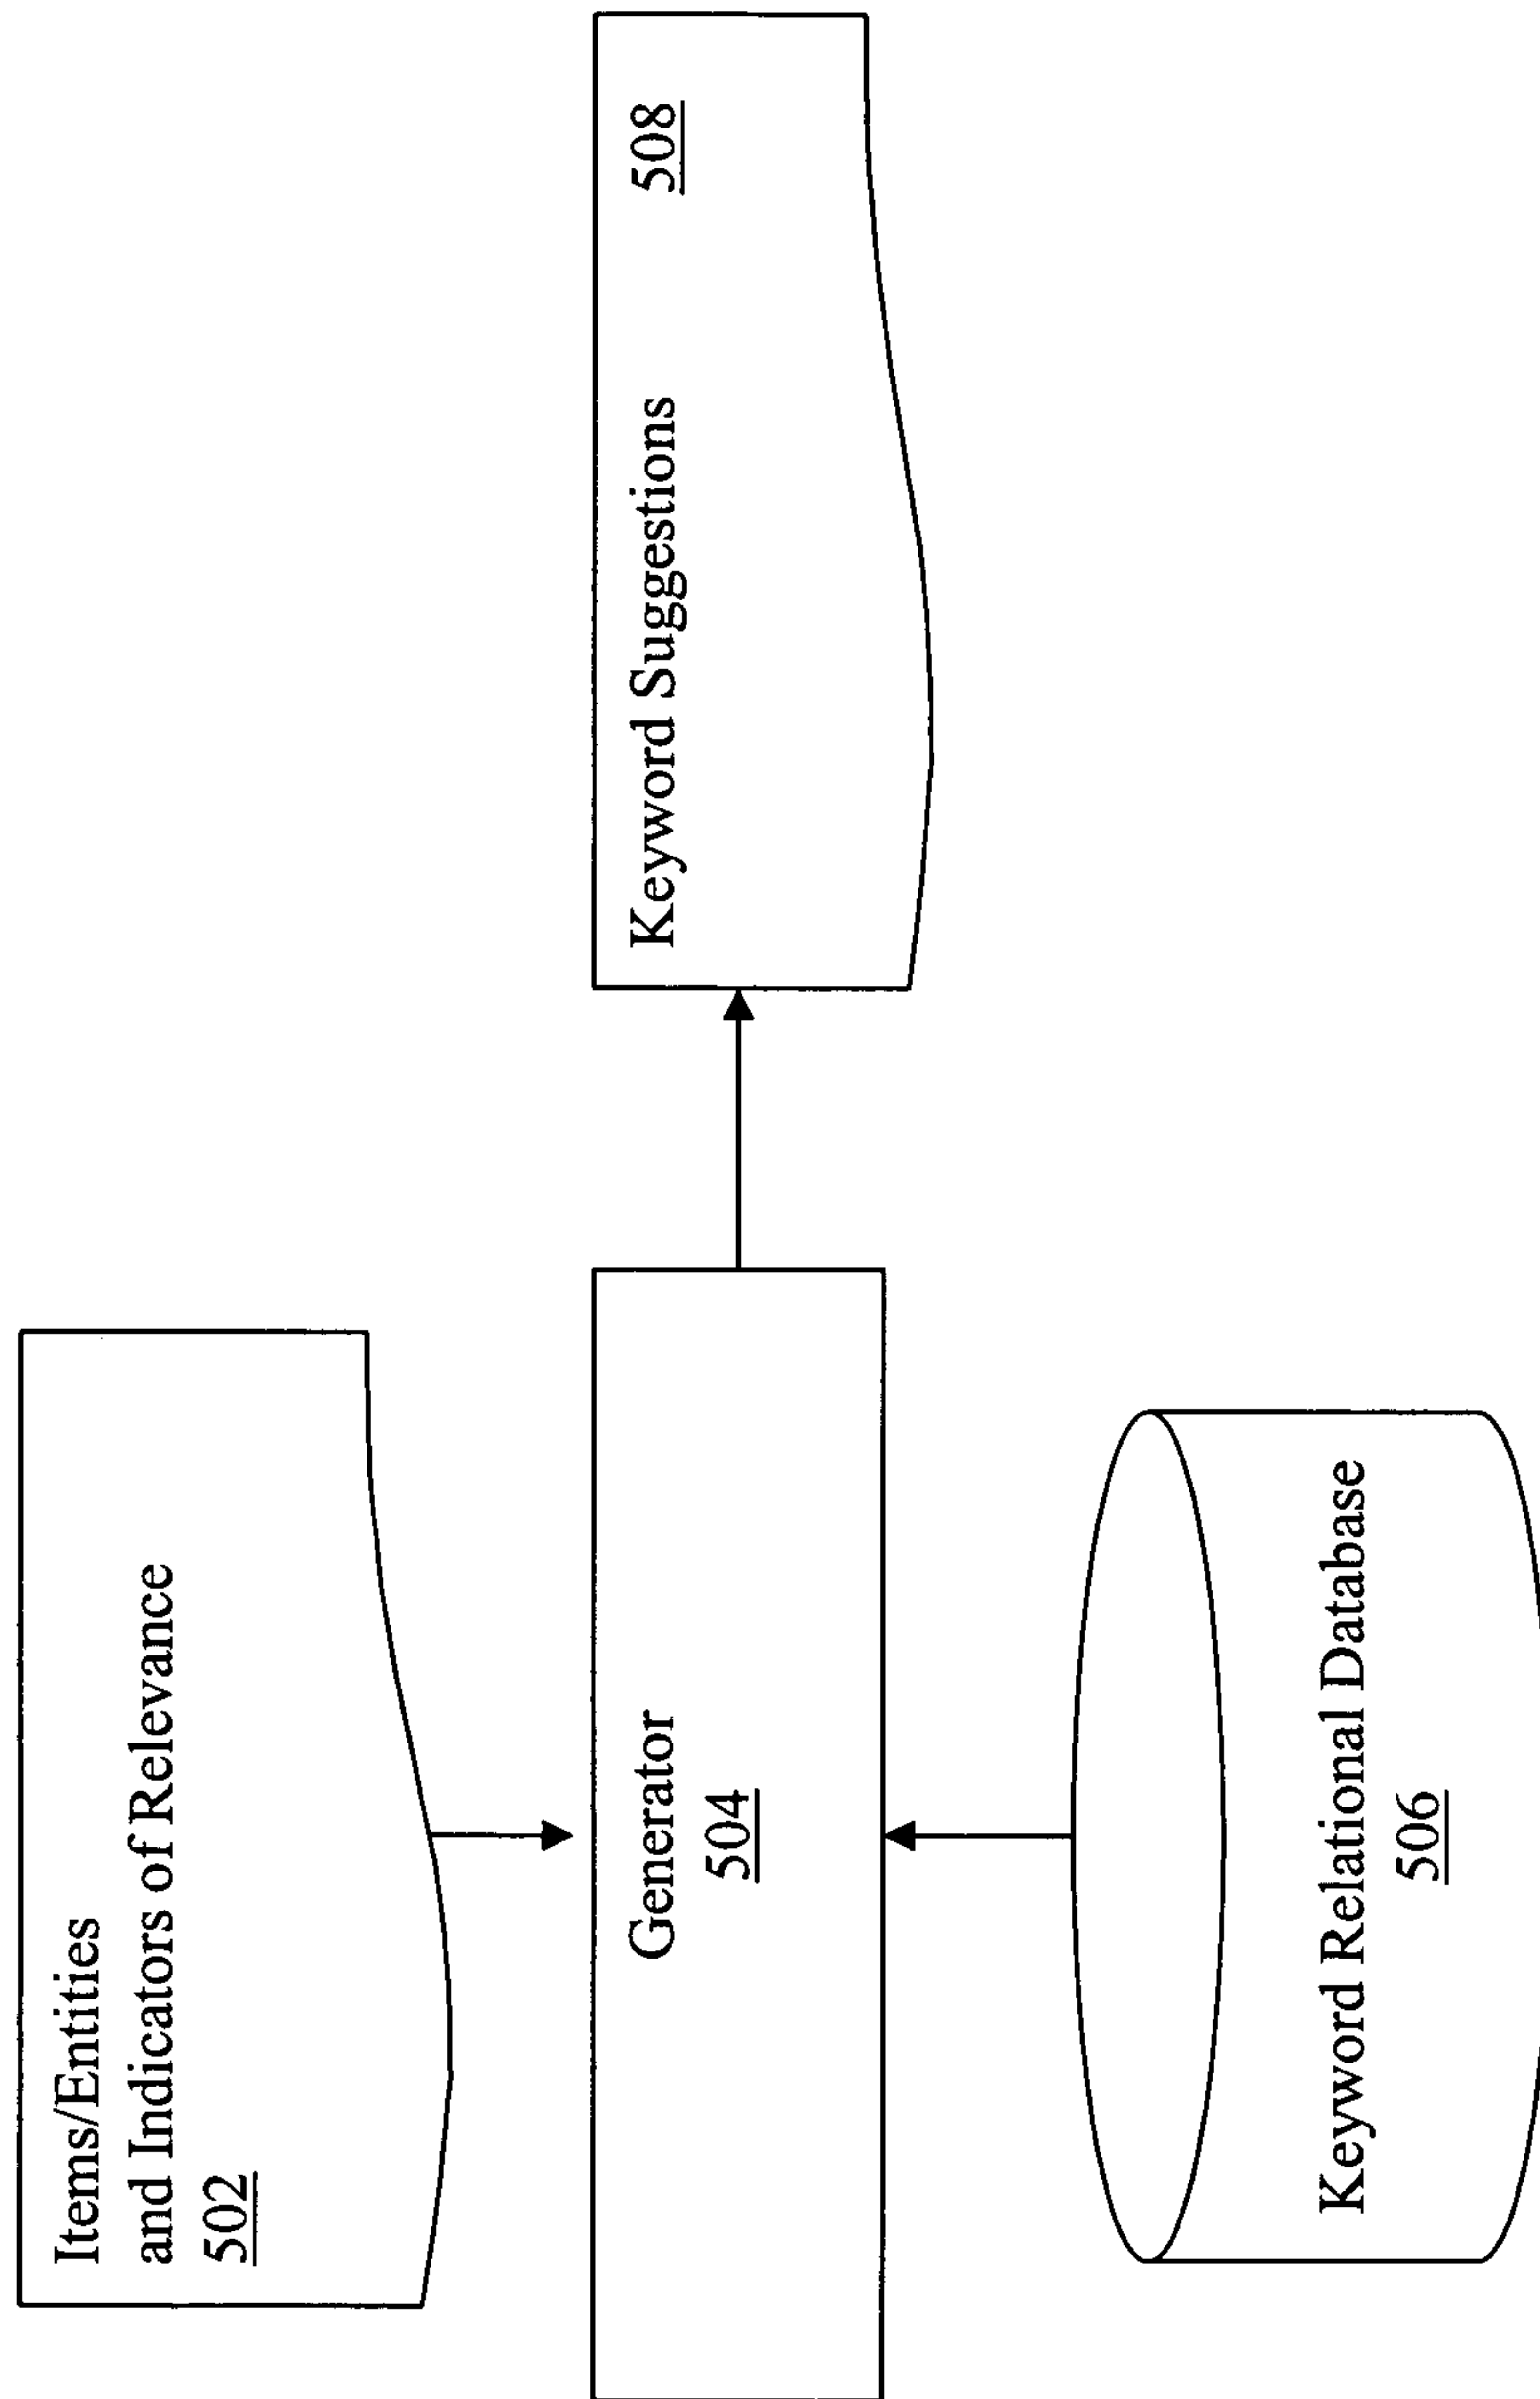 Items/Entities
and Indicators of Relevance
502
Generator
504
Keyword Relational Database
506
Keyword Suggestions 508